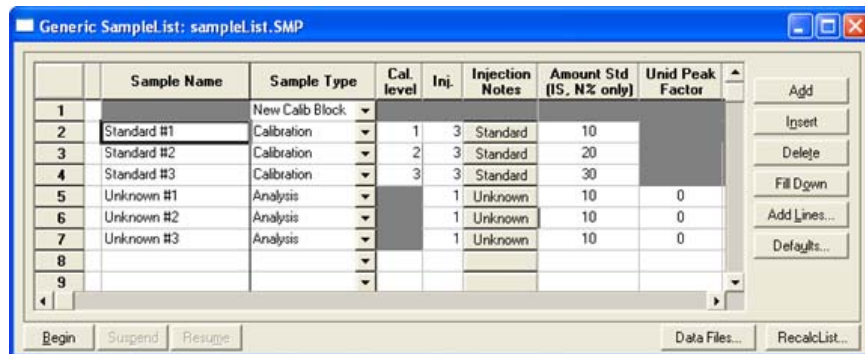 Generic SampleList: sampleList.SMP
Sample Name Sample Type Cal. level Inj. Injection Notes Amount Std (IS, N% only) Unid Peak Factor
1 New Calib Block
2 Standard #1 Calibration 1 3 Standard 10
3 Standard #2 Calibration 2 3 Standard 20
4 Standard #3 Calibration 3 3 Standard 30
5 Unknown #1 Analysis 1 Unknown 10 0
6 Unknown #2 Analysis 1 Unknown 10 0
7 Unknown #3 Analysis 1 Unknown 10 0
8
9
Add
Insert
Delete
Fill Down
Add Lines...
Defaults...
Begin Suspend Resume Data Files... RecalcList...